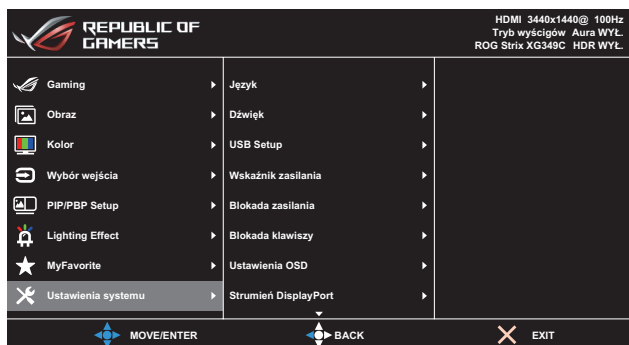 REPUBLIC OF
GAMERS
HDMI 3440x1440@ 100Hz
Tryb wyścigów Aura WYŁ.
ROG Strix XG349C HDR WYŁ.
Gaming
Obraz
Kolor
Wybór wejścia
PIP/PBP Setup
Lighting Effect
MyFavorite
Ustawienia systemu
Język
Dźwięk
USB Setup
Wskaźnik zasilania
Blokada zasilania
Blokada klawiszy
Ustawienia OSD
Strumień DisplayPort
MOVE/ENTER
BACK
EXIT